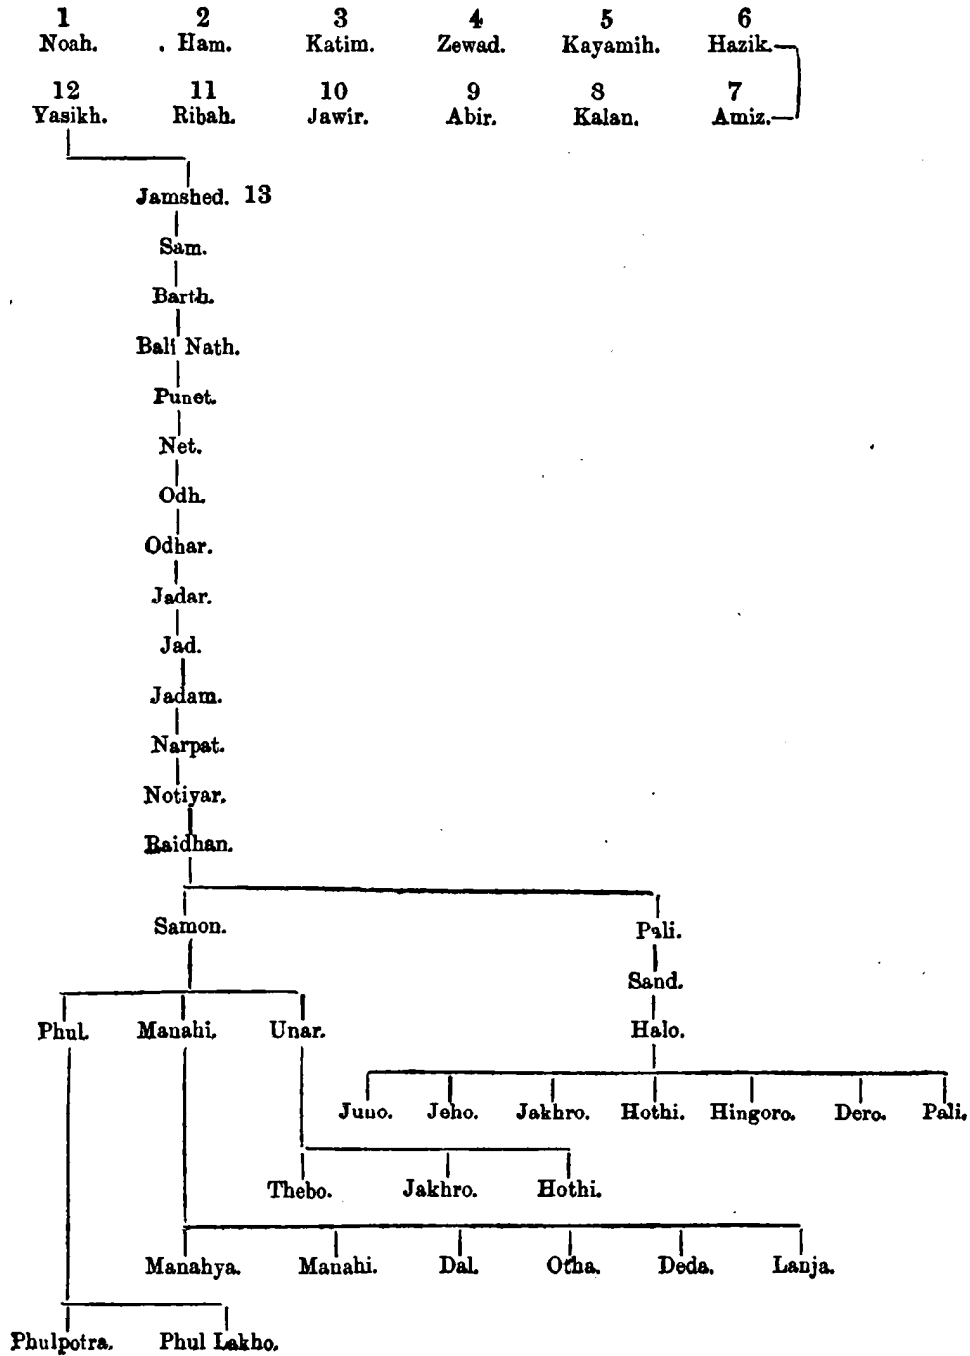 1 2 3 4 5 6
Noah. Ham. Katim. Zewad. Kayamih. Hazik.
12 11 10 9 8 7
Yasikh. Ribah. Jawir. Abir. Kalan. Amiz.
Jamshed. 13
Sam.
Barth.
Bali Nath.
Punet.
Net.
Odh.
Odhar.
Jadar.
Jad.
Jadam.
Narpat.
Notiyar.
Raidhan.
Samon. Pali.
Sand.
Phul. Manahi. Unar. Halo.
Juno. Jeho. Jakhro. Hothi. Hingoro. Dero. Pali.
Thebo. Jakhro. Hothi.
Manahya. Manahi. Dal. Otha. Deda. Lanja.
Phulpotra. Phul Lakho.